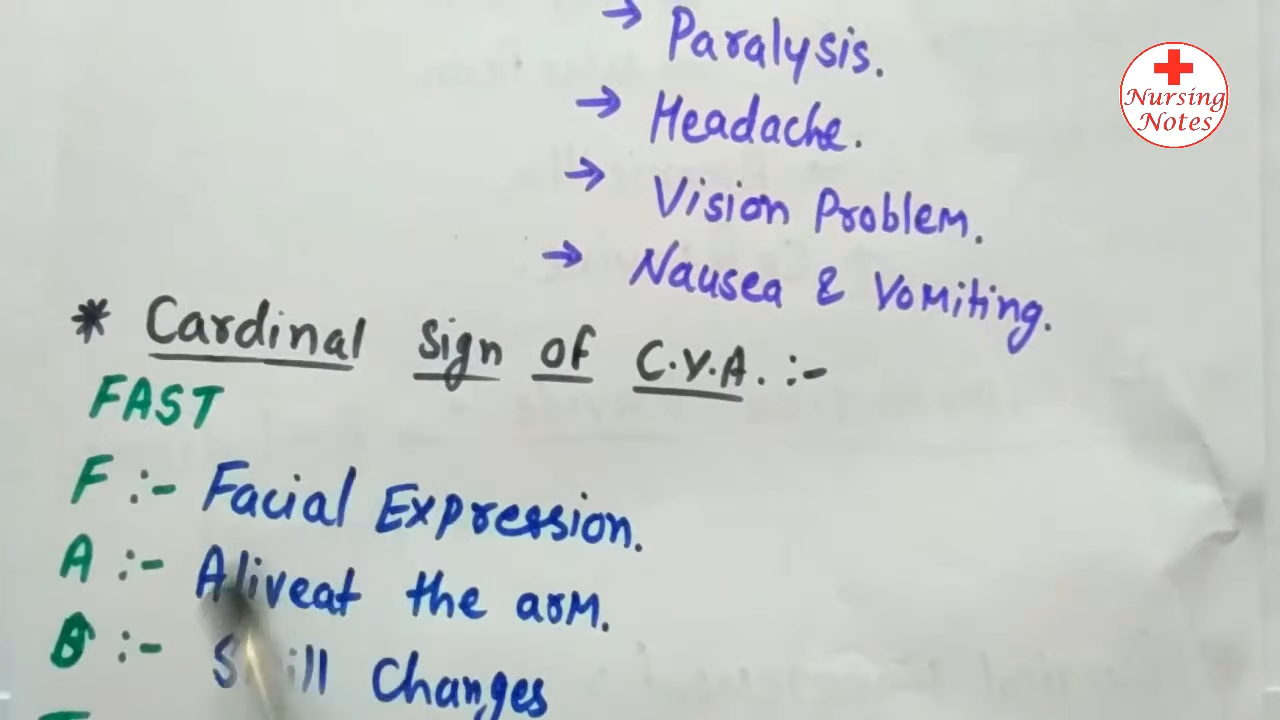 → Paralysis.
→ Headache.
→ Vision Problem.
→ Nausea & Vomiting.
Nursing
Notes
* Cardinal Sign of C.V.A. :-
FAST
F :- Facial Expression.
A :- Aliveat the arm.
:- Changes